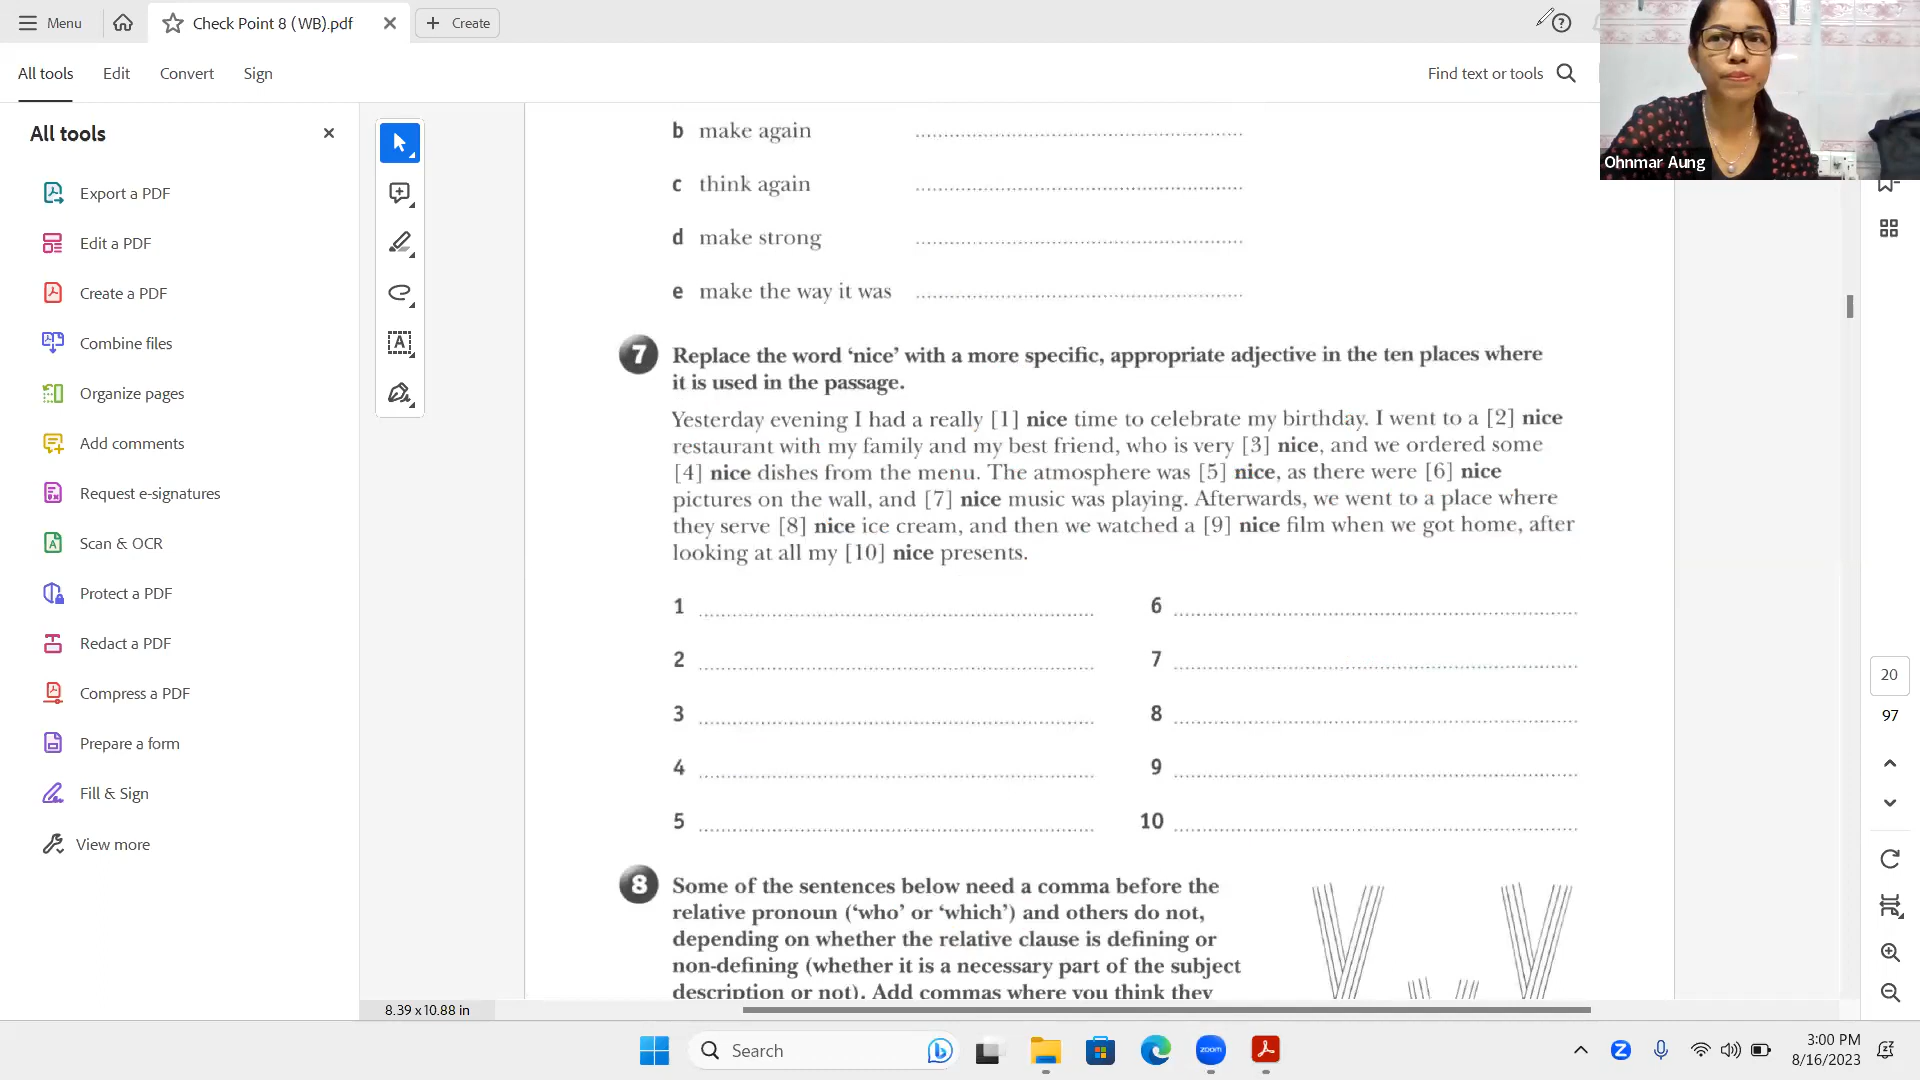 Menu
Check Point 8 (WB).pdf
Create
All tools Edit Convert Sign
Find text or tools
Ohnmar Aung
All tools
Export a PDF
Edit a PDF
Create a PDF
Combine files
Organize pages
Add comments
Request e-signatures
Scan & OCR
Protect a PDF
Redact a PDF
Compress a PDF
Prepare a form
Fill & Sign
View more
b make again
c think again
d make strong
e make the way it was
7 Replace the word ‘nice’ with a more specific, appropriate adjective in the ten places where
it is used in the passage.
Yesterday evening I had a really [1] nice time to celebrate my birthday. I went to a [2] nice
restaurant with my family and my best friend, who is very [3] nice, and we ordered some
[4] nice dishes from the menu. The atmosphere was [5] nice, as there were [6] nice
pictures on the wall, and [7] nice music was playing. Afterwards, we went to a place where
they serve [8] nice ice cream, and then we watched a [9] nice film when we got home, after
looking at all my [10] nice presents.
1 6
2 7
3 8
4 9
5 10
8 Some of the sentences below need a comma before the
relative pronoun (‘who’ or ‘which’) and others do not,
depending on whether the relative clause is defining or
non-defining (whether it is a necessary part of the subject
description or not). Add commas where you think they
20
97
8.39 x 10.88 in
Search
zoom
3:00 PM
8/16/2023